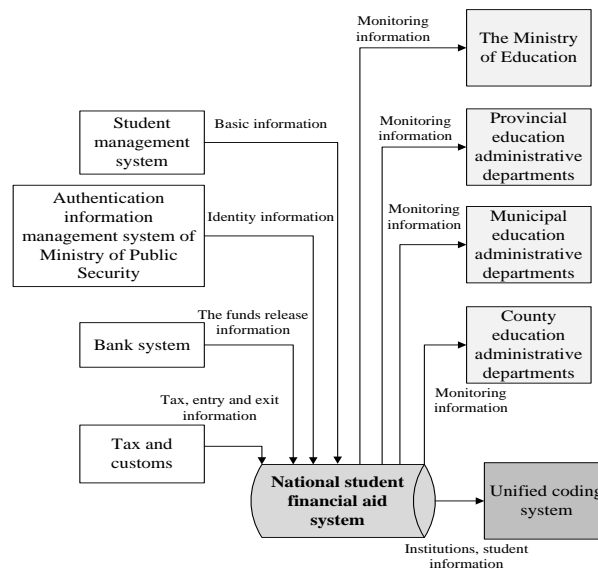 Monitoring
information
The Ministry
of Education
Student
management
system
Basic information
Monitoring
information
Provincial
education
administrative
departments
Authentication
information
management system of
Ministry of Public
Security
Identity information
Monitoring
information
Municipal
education
administrative
departments
The funds release
information
Bank system
County
education
administrative
departments
Monitoring
information
Tax, entry and exit
information
Tax and
customs
National student
financial aid
system
Unified coding
system
Institutions, student
information